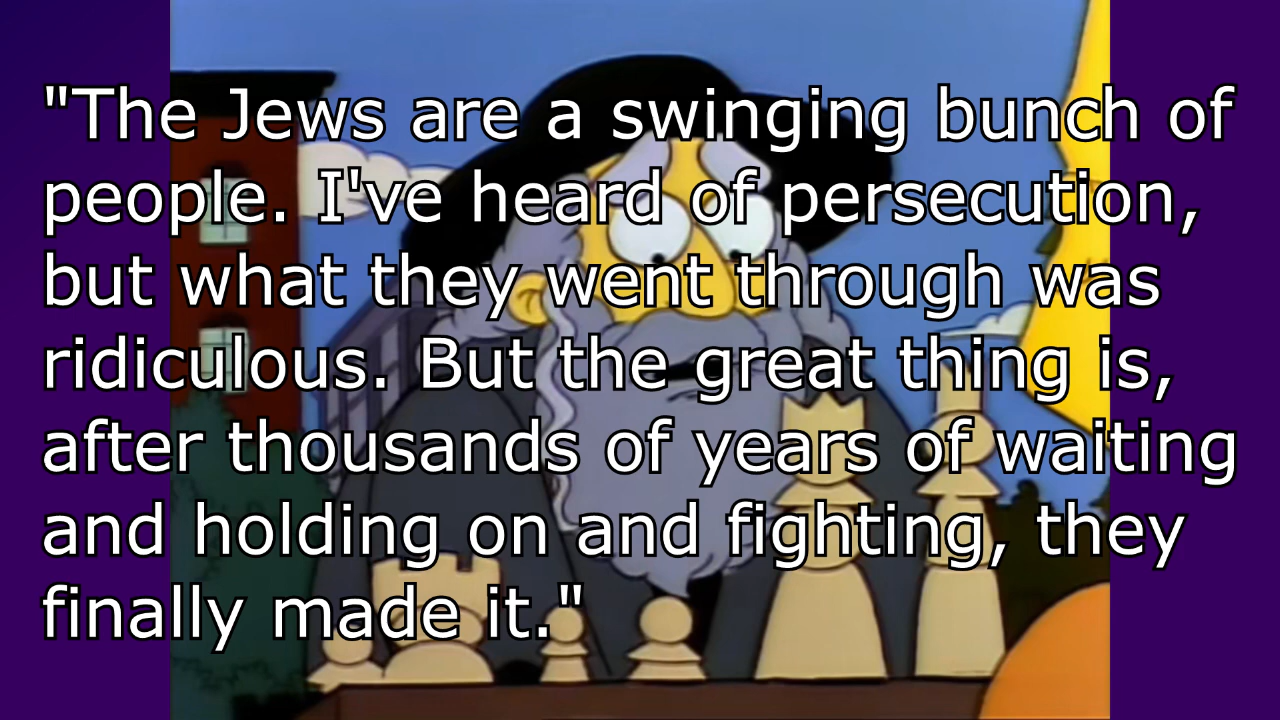 "The Jews are a swinging bunch of
people. I've heard of persecution,
but what they went through was
ridiculous. But the great thing is,
after thousands of years of waiting
and holding on and fighting, they
finally made it."